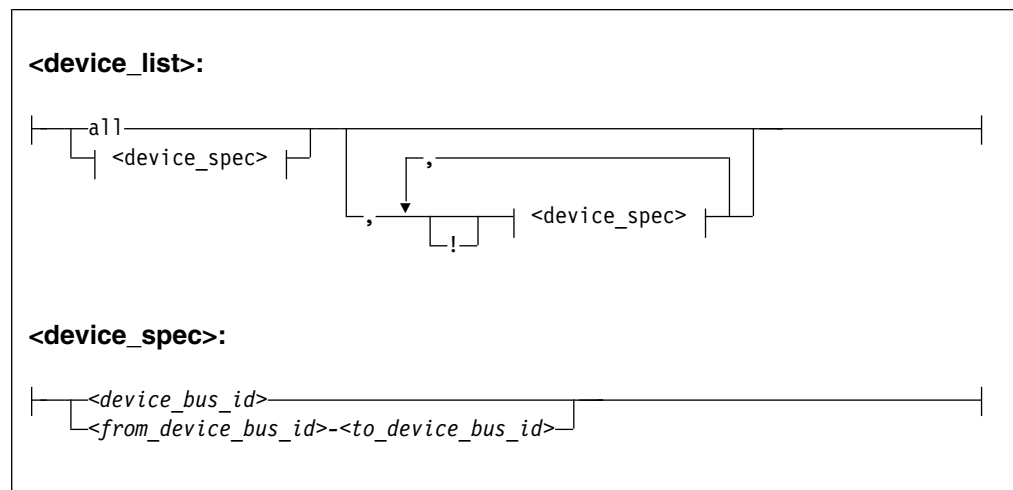 <device_list>:
all
<device_spec>
,
, <device_spec>
!
<device_spec>:
<device_bus_id>
<from_device_bus_id>-<to_device_bus_id>